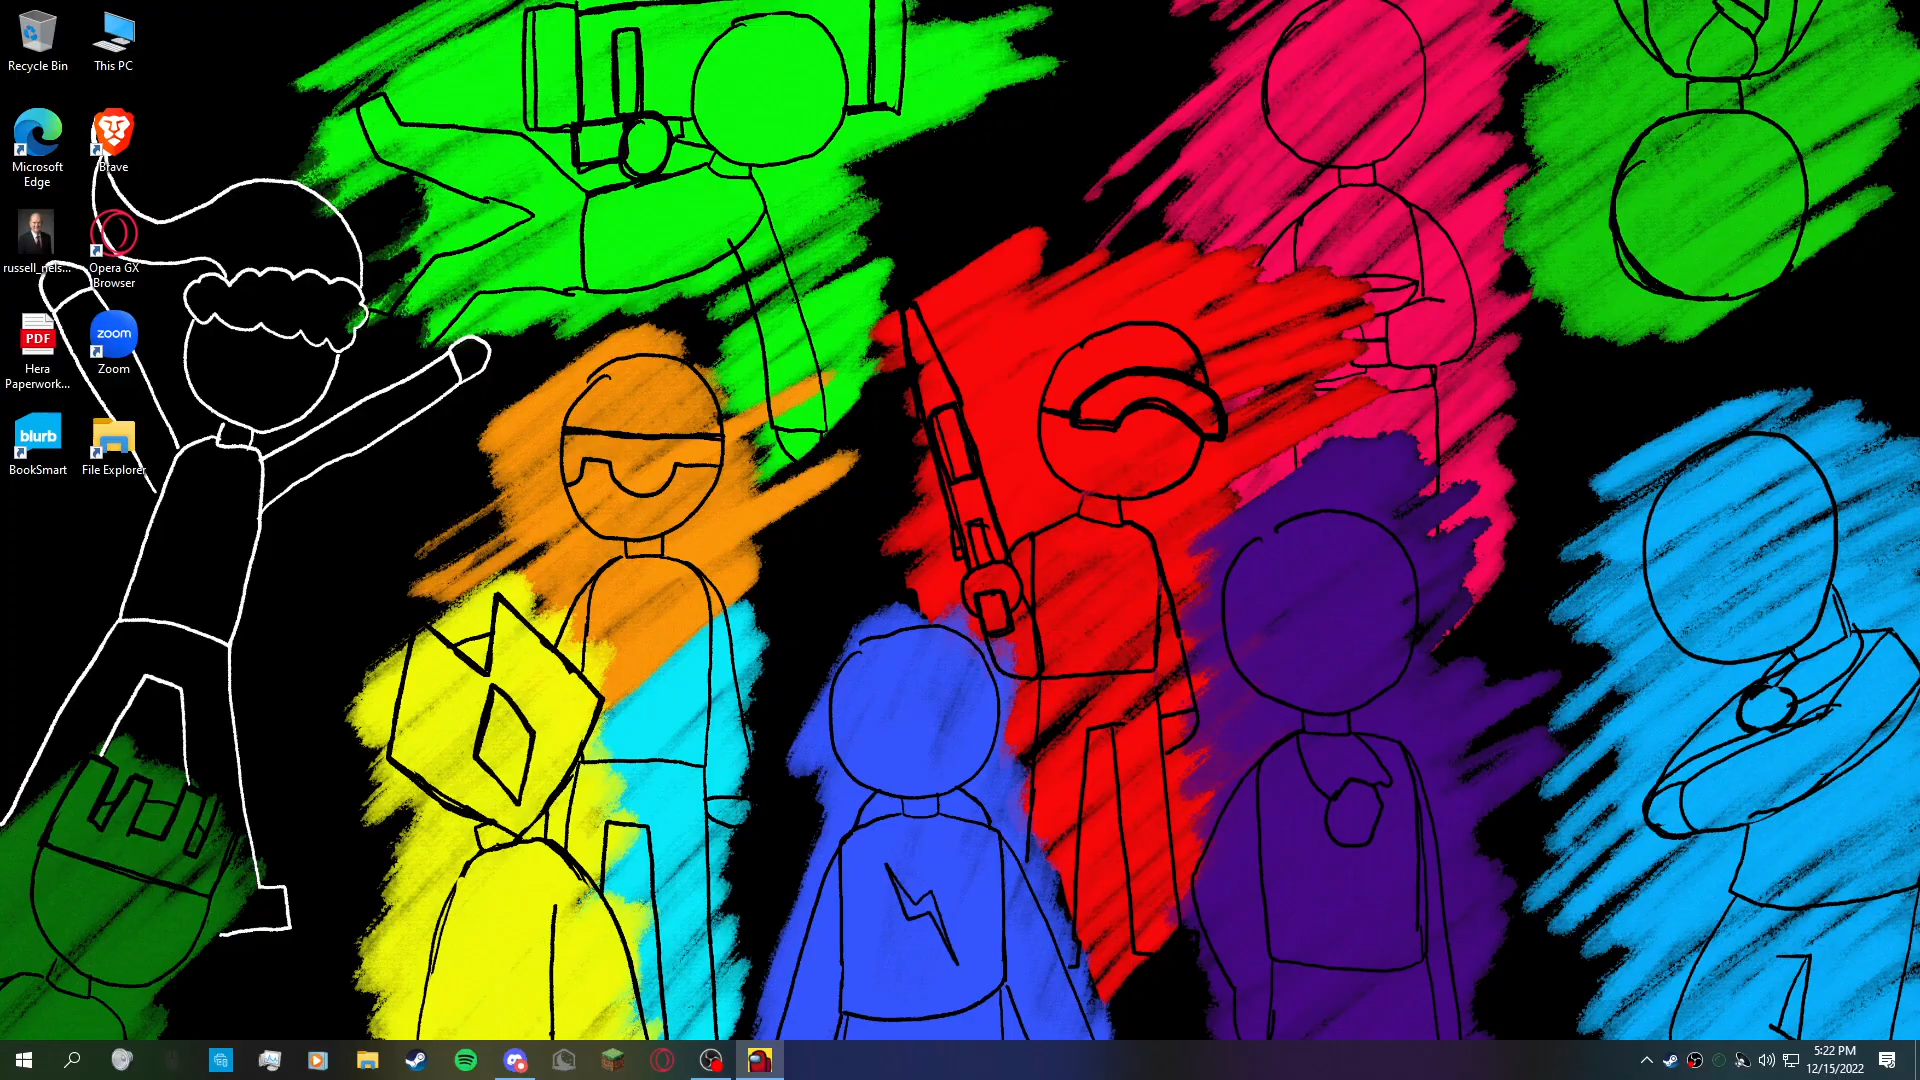 Recycle Bin
This PC
Microsoft
Edge
Brave
russell_nels...
Opera GX
Browser
PDF
Hera
Paperwork...
zoom
Zoom
blurb
BookSmart
File Explorer
5:22 PM
12/15/2022